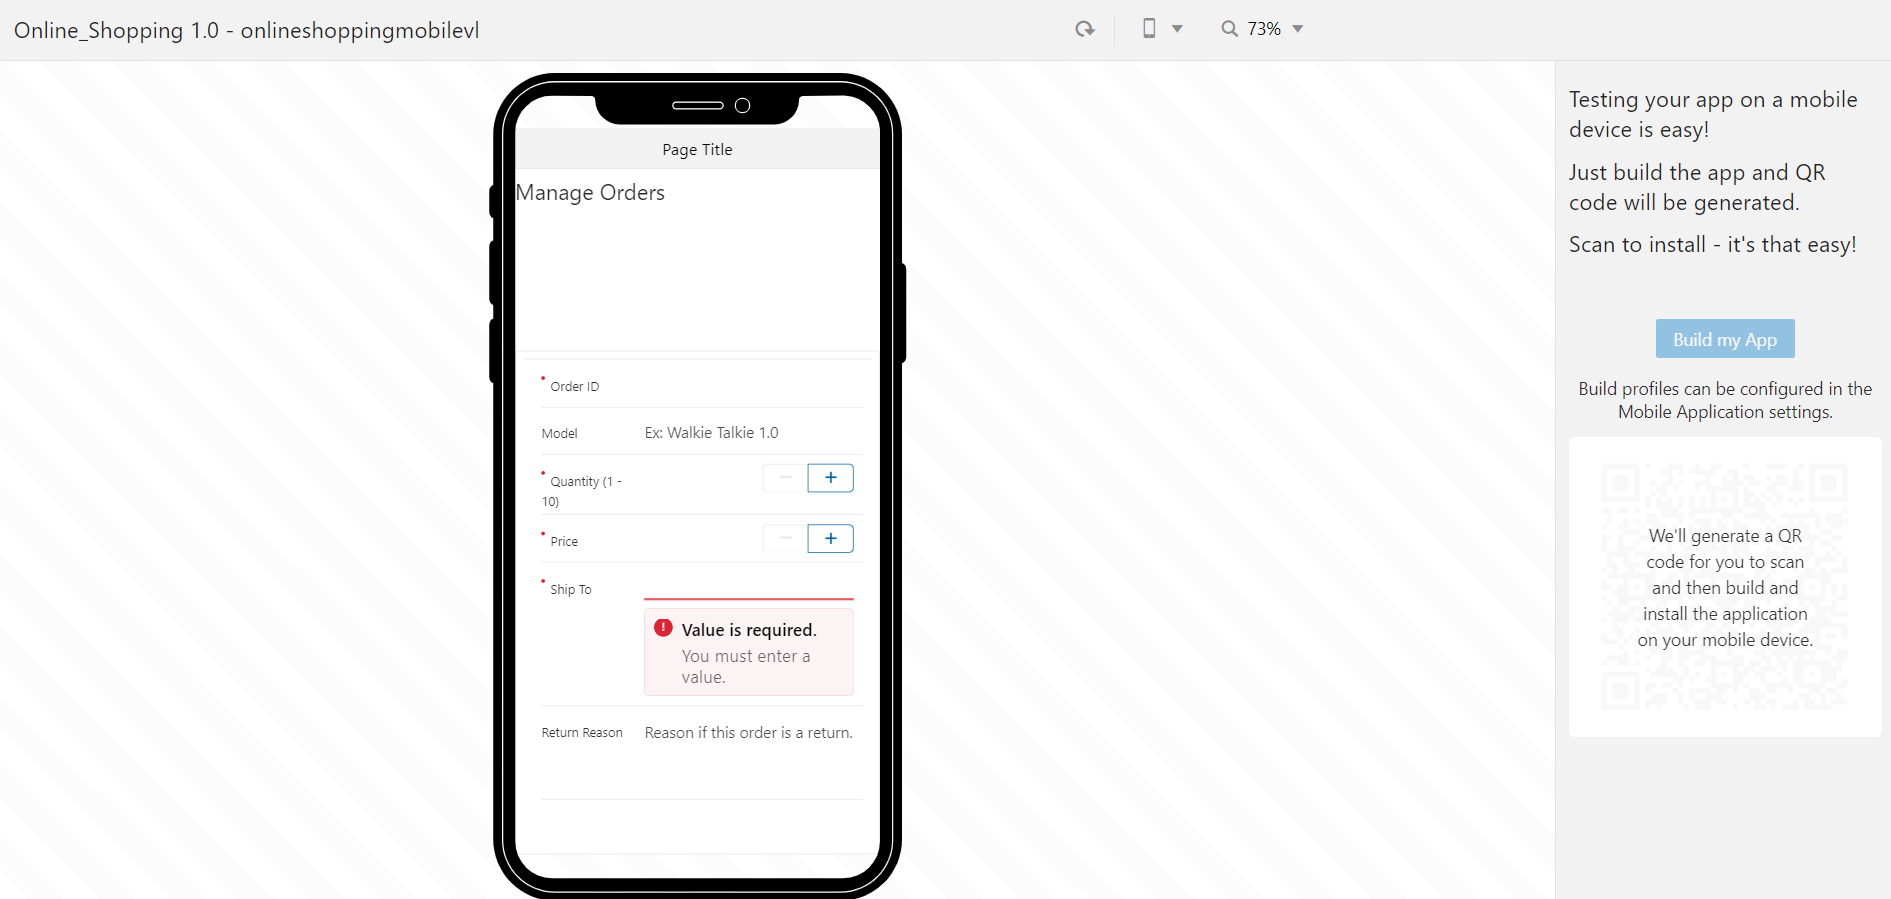 Online_Shopping 1.0 - onlineshoppingmobilevl
73%
Page Title
Manage Orders
* Order ID
Model
Ex: Walkie Talkie 1.0
* Quantity (1 -
10)
− +
* Price
− +
* Ship To
Value is required.
You must enter a
value.
Return Reason
Reason if this order is a return.
Testing your app on a mobile
device is easy!
Just build the app and QR
code will be generated.
Scan to install - it's that easy!
Build my App
Build profiles can be configured in the
Mobile Application settings.
We'll generate a QR
code for you to scan
and then build and
install the application
on your mobile device.